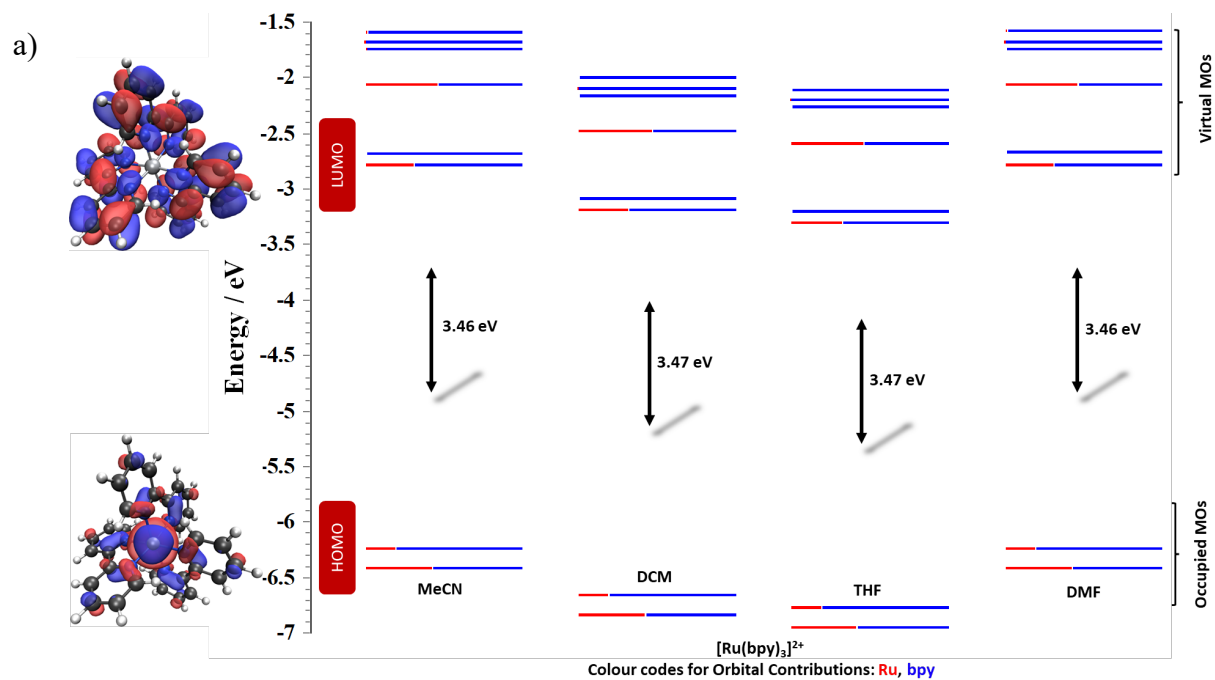 a)
-1.5
-2
-2.5
-3
-3.5
-4
-4.5
-5
-5.5
-6
-6.5
-7
Energy / eV
LUMO
HOMO
3.46 eV
3.47 eV
3.47 eV
3.46 eV
MeCN
DCM
THF
DMF
Virtual MOs
Occupied MOs
[Ru(bpy)₃]²⁺
Colour codes for Orbital Contributions: Ru, bpy